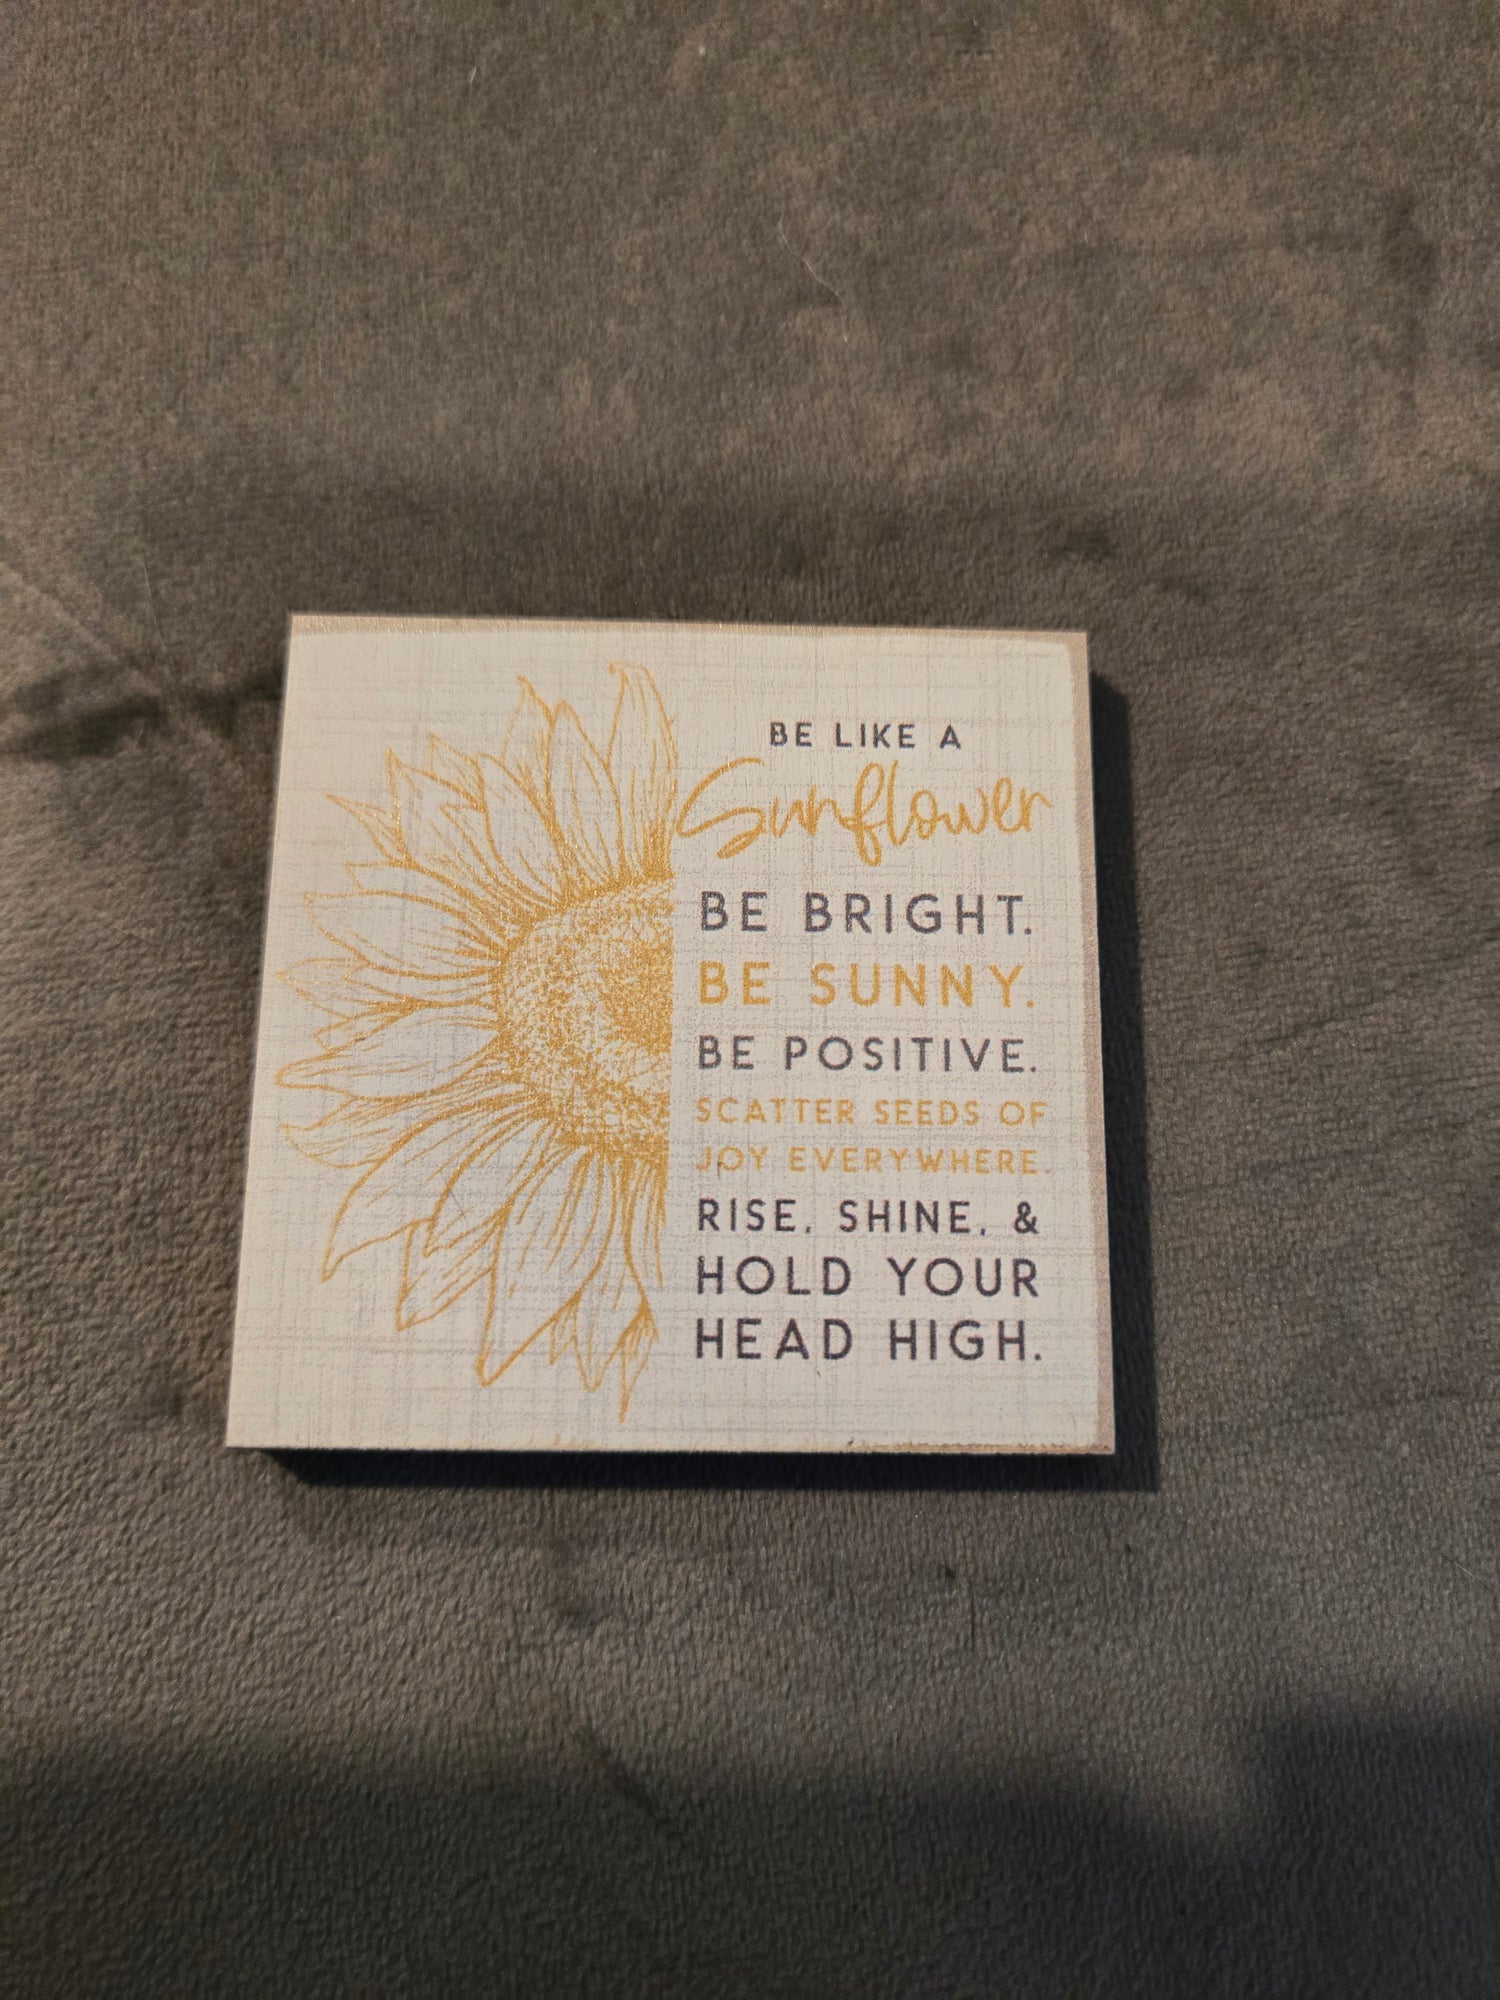 BE LIKE A
Sunflower
BE BRIGHT.
BE SUNNY.
BE POSITIVE.
SCATTER SEEDS OF
JOY EVERYWHERE.
RISE, SHINE, &
HOLD YOUR
HEAD HIGH.